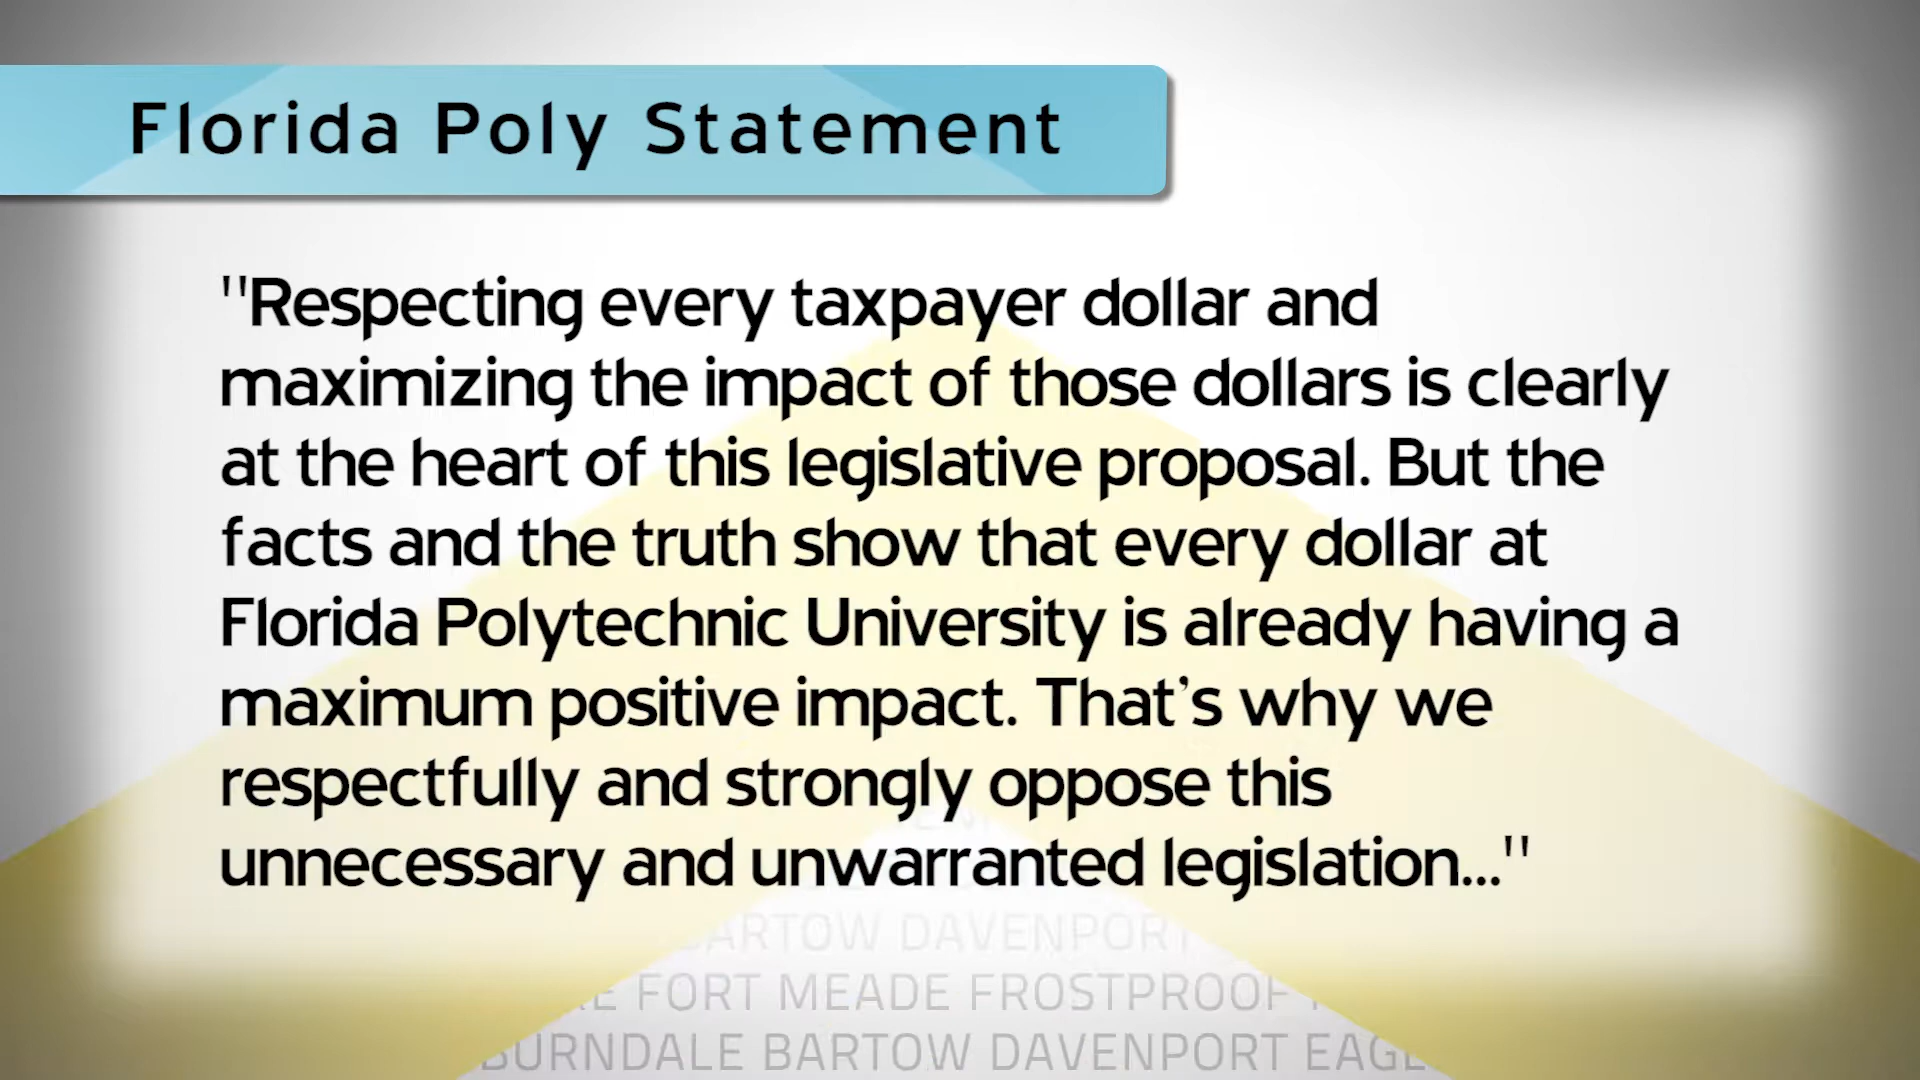 Florida Poly Statement
"Respecting every taxpayer dollar and
maximizing the impact of those dollars is clearly
at the heart of this legislative proposal. But the
facts and the truth show that every dollar at
Florida Polytechnic University is already having a
maximum positive impact. That's why we
respectfully and strongly oppose this
unnecessary and unwarranted legislation..."
BARTOW DAVENPORT
FORT MEADE FROSTPROOF
BARTOW DAVENPORT